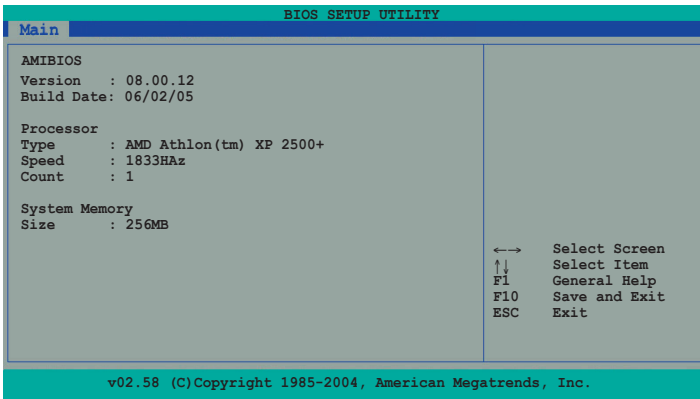 BIOS SETUP UTILITY
Main
AMIBIOS
Version : 08.00.12
Build Date: 06/02/05
Processor
Type : AMD Athlon(tm) XP 2500+
Speed : 1833HAz
Count : 1
System Memory
Size : 256MB
←→ Select Screen
↑↓ Select Item
F1 General Help
F10 Save and Exit
ESC Exit
v02.58 (C)Copyright 1985-2004, American Megatrends, Inc.